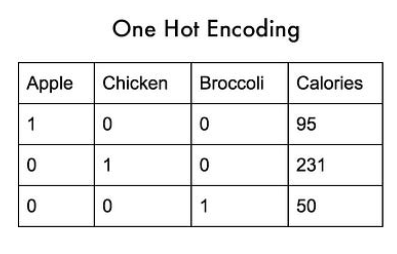 One Hot Encoding
Apple Chicken Broccoli Calories
1 0 0 95
0 1 0 231
0 0 1 50